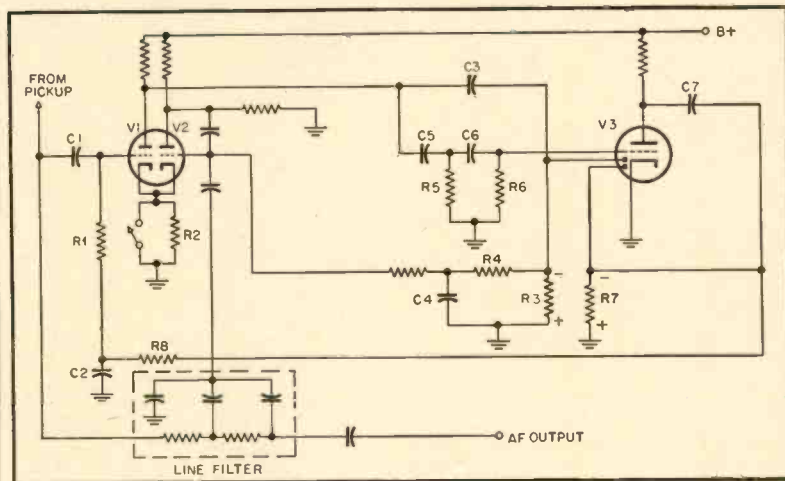 B+
FROM
PICKUP
C3
C7
V1
V2
V3
C1
C5
C6
R5
R6
R1
R2
R4
C4
R3
-
+
R7
-
+
R8
C2
LINE FILTER
AF OUTPUT